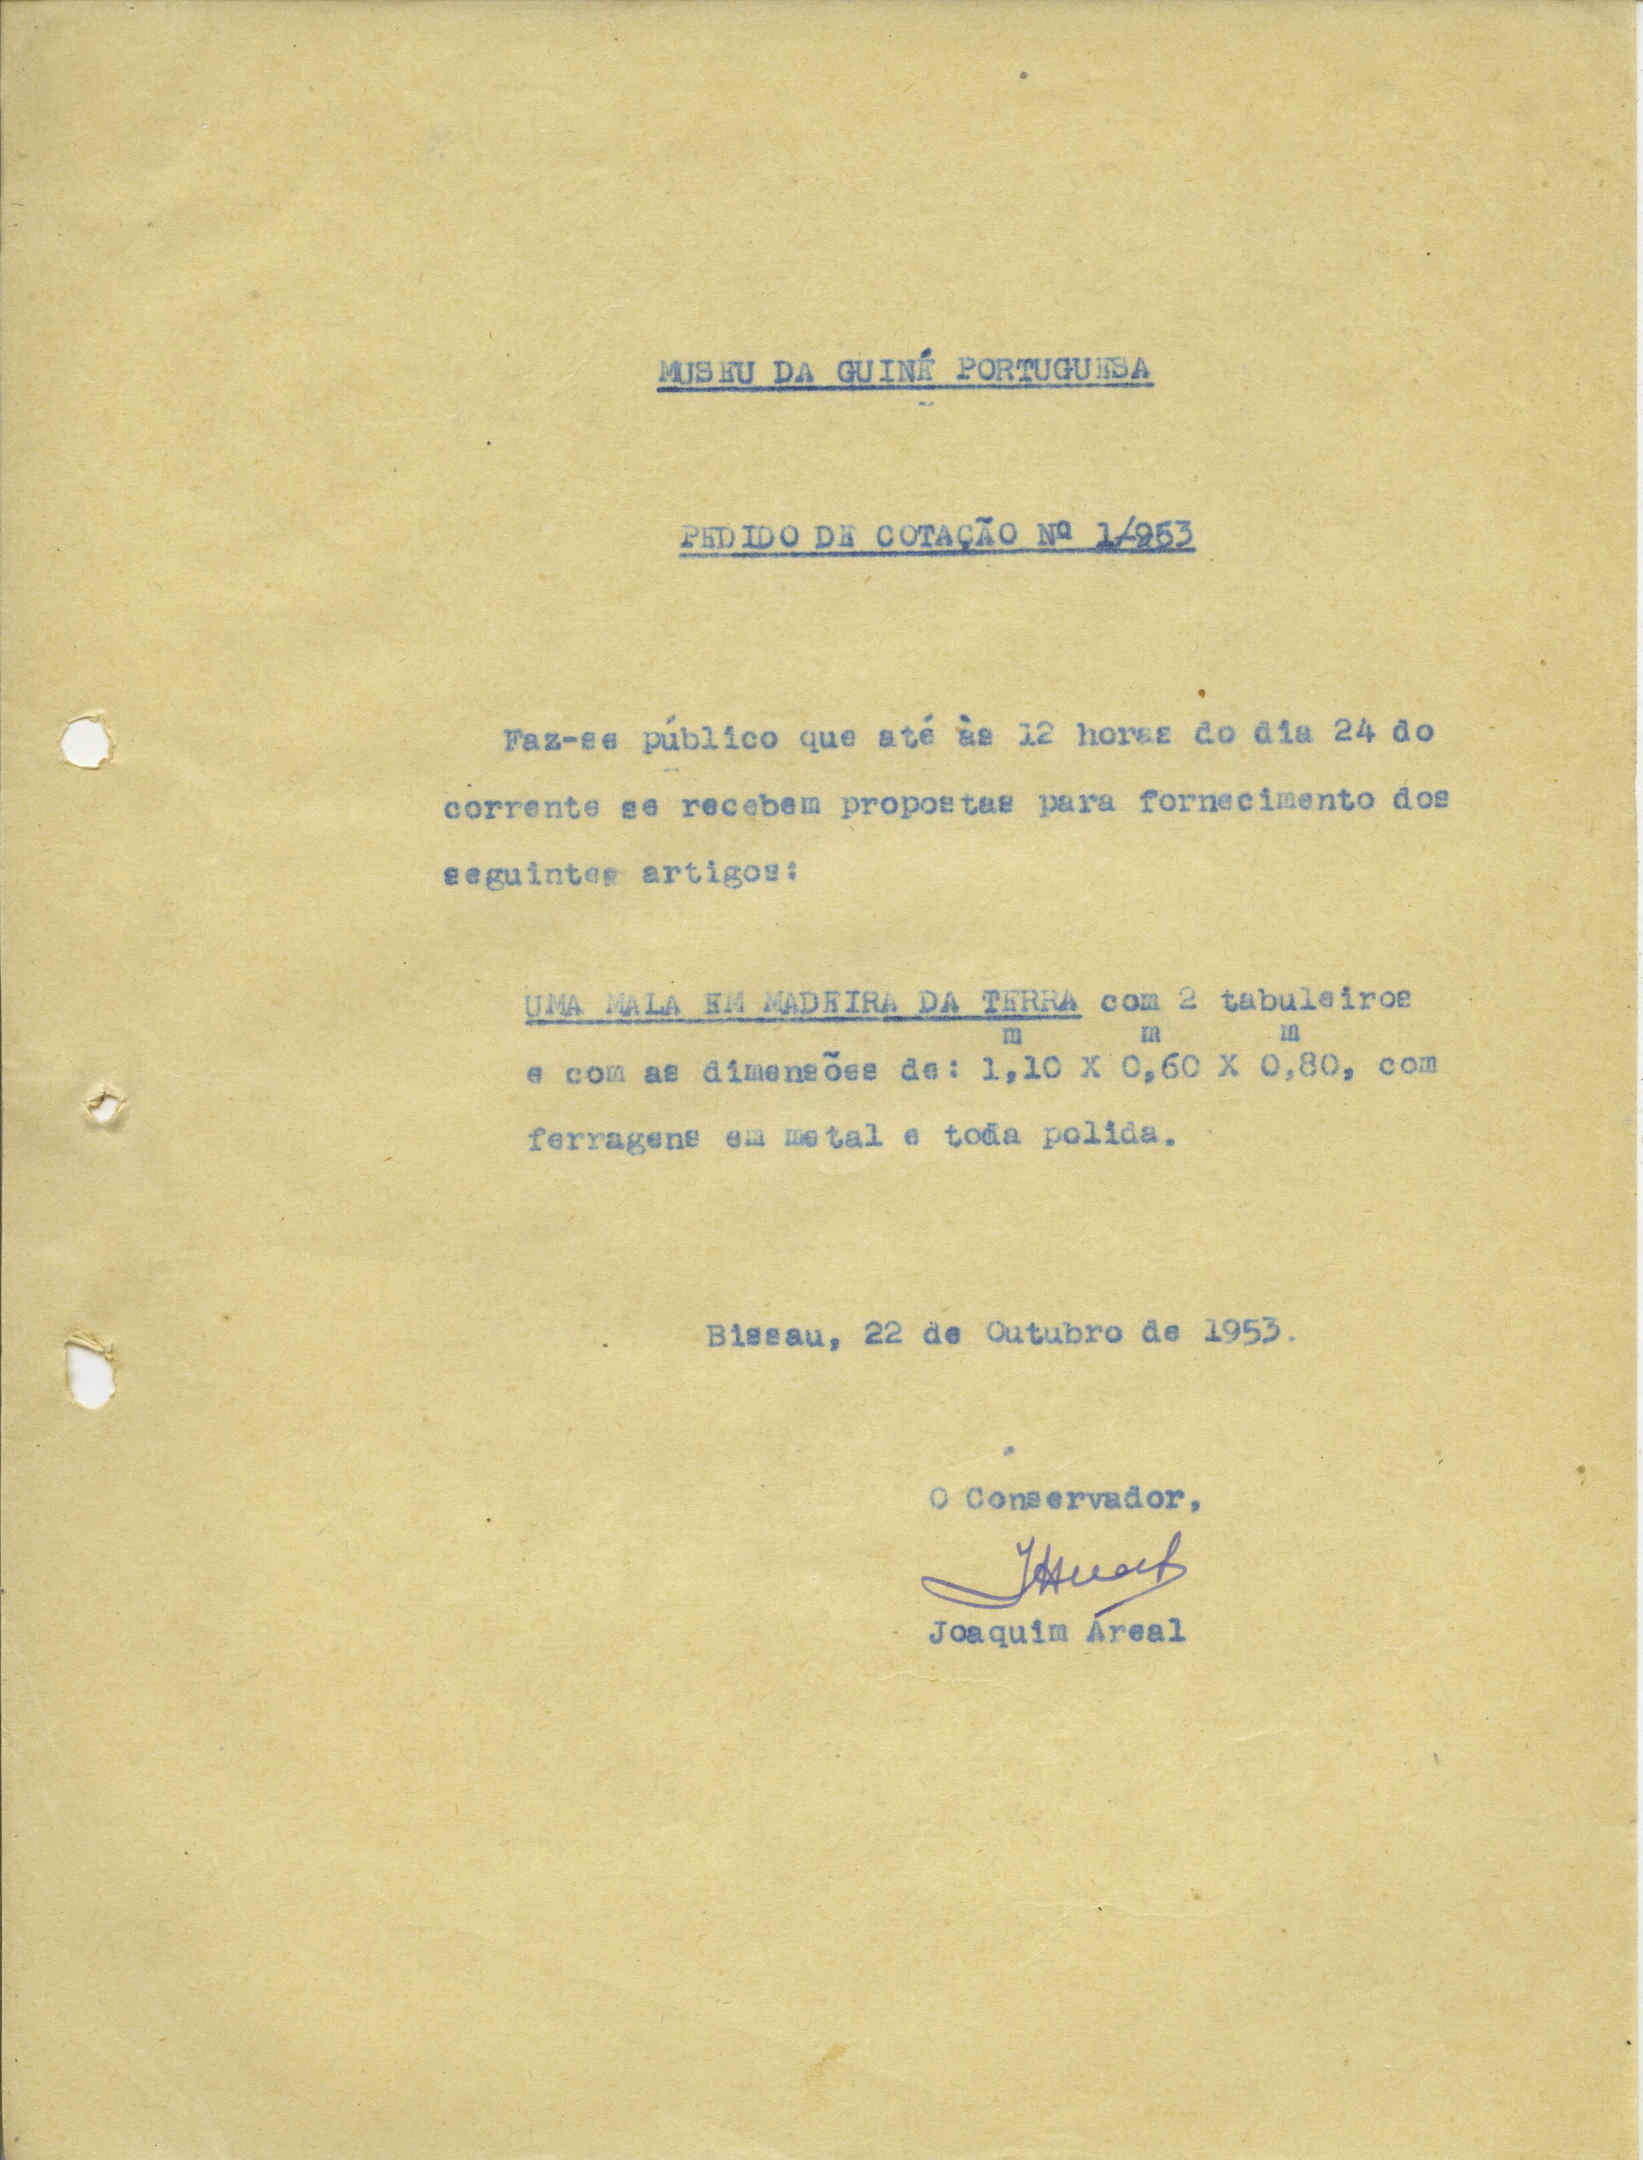 MUSEU DA GUINÉ PORTUGUESA
PEDIDO DE COTAÇÃO Nº 1/953
Faz-se público que até às 12 horas do dia 24 do
corrente se recebem propostas para fornecimento dos
seguintes artigos:
UMA MALA EM MADEIRA DA TERRA com 2 tabuleiros
m m m
e com as dimensões de: 1,10 X 0,60 X 0,80, com
ferragens em metal e toda polida.
Bissau, 22 de Outubro de 1953.
O Conservador,
Joaquim Areal